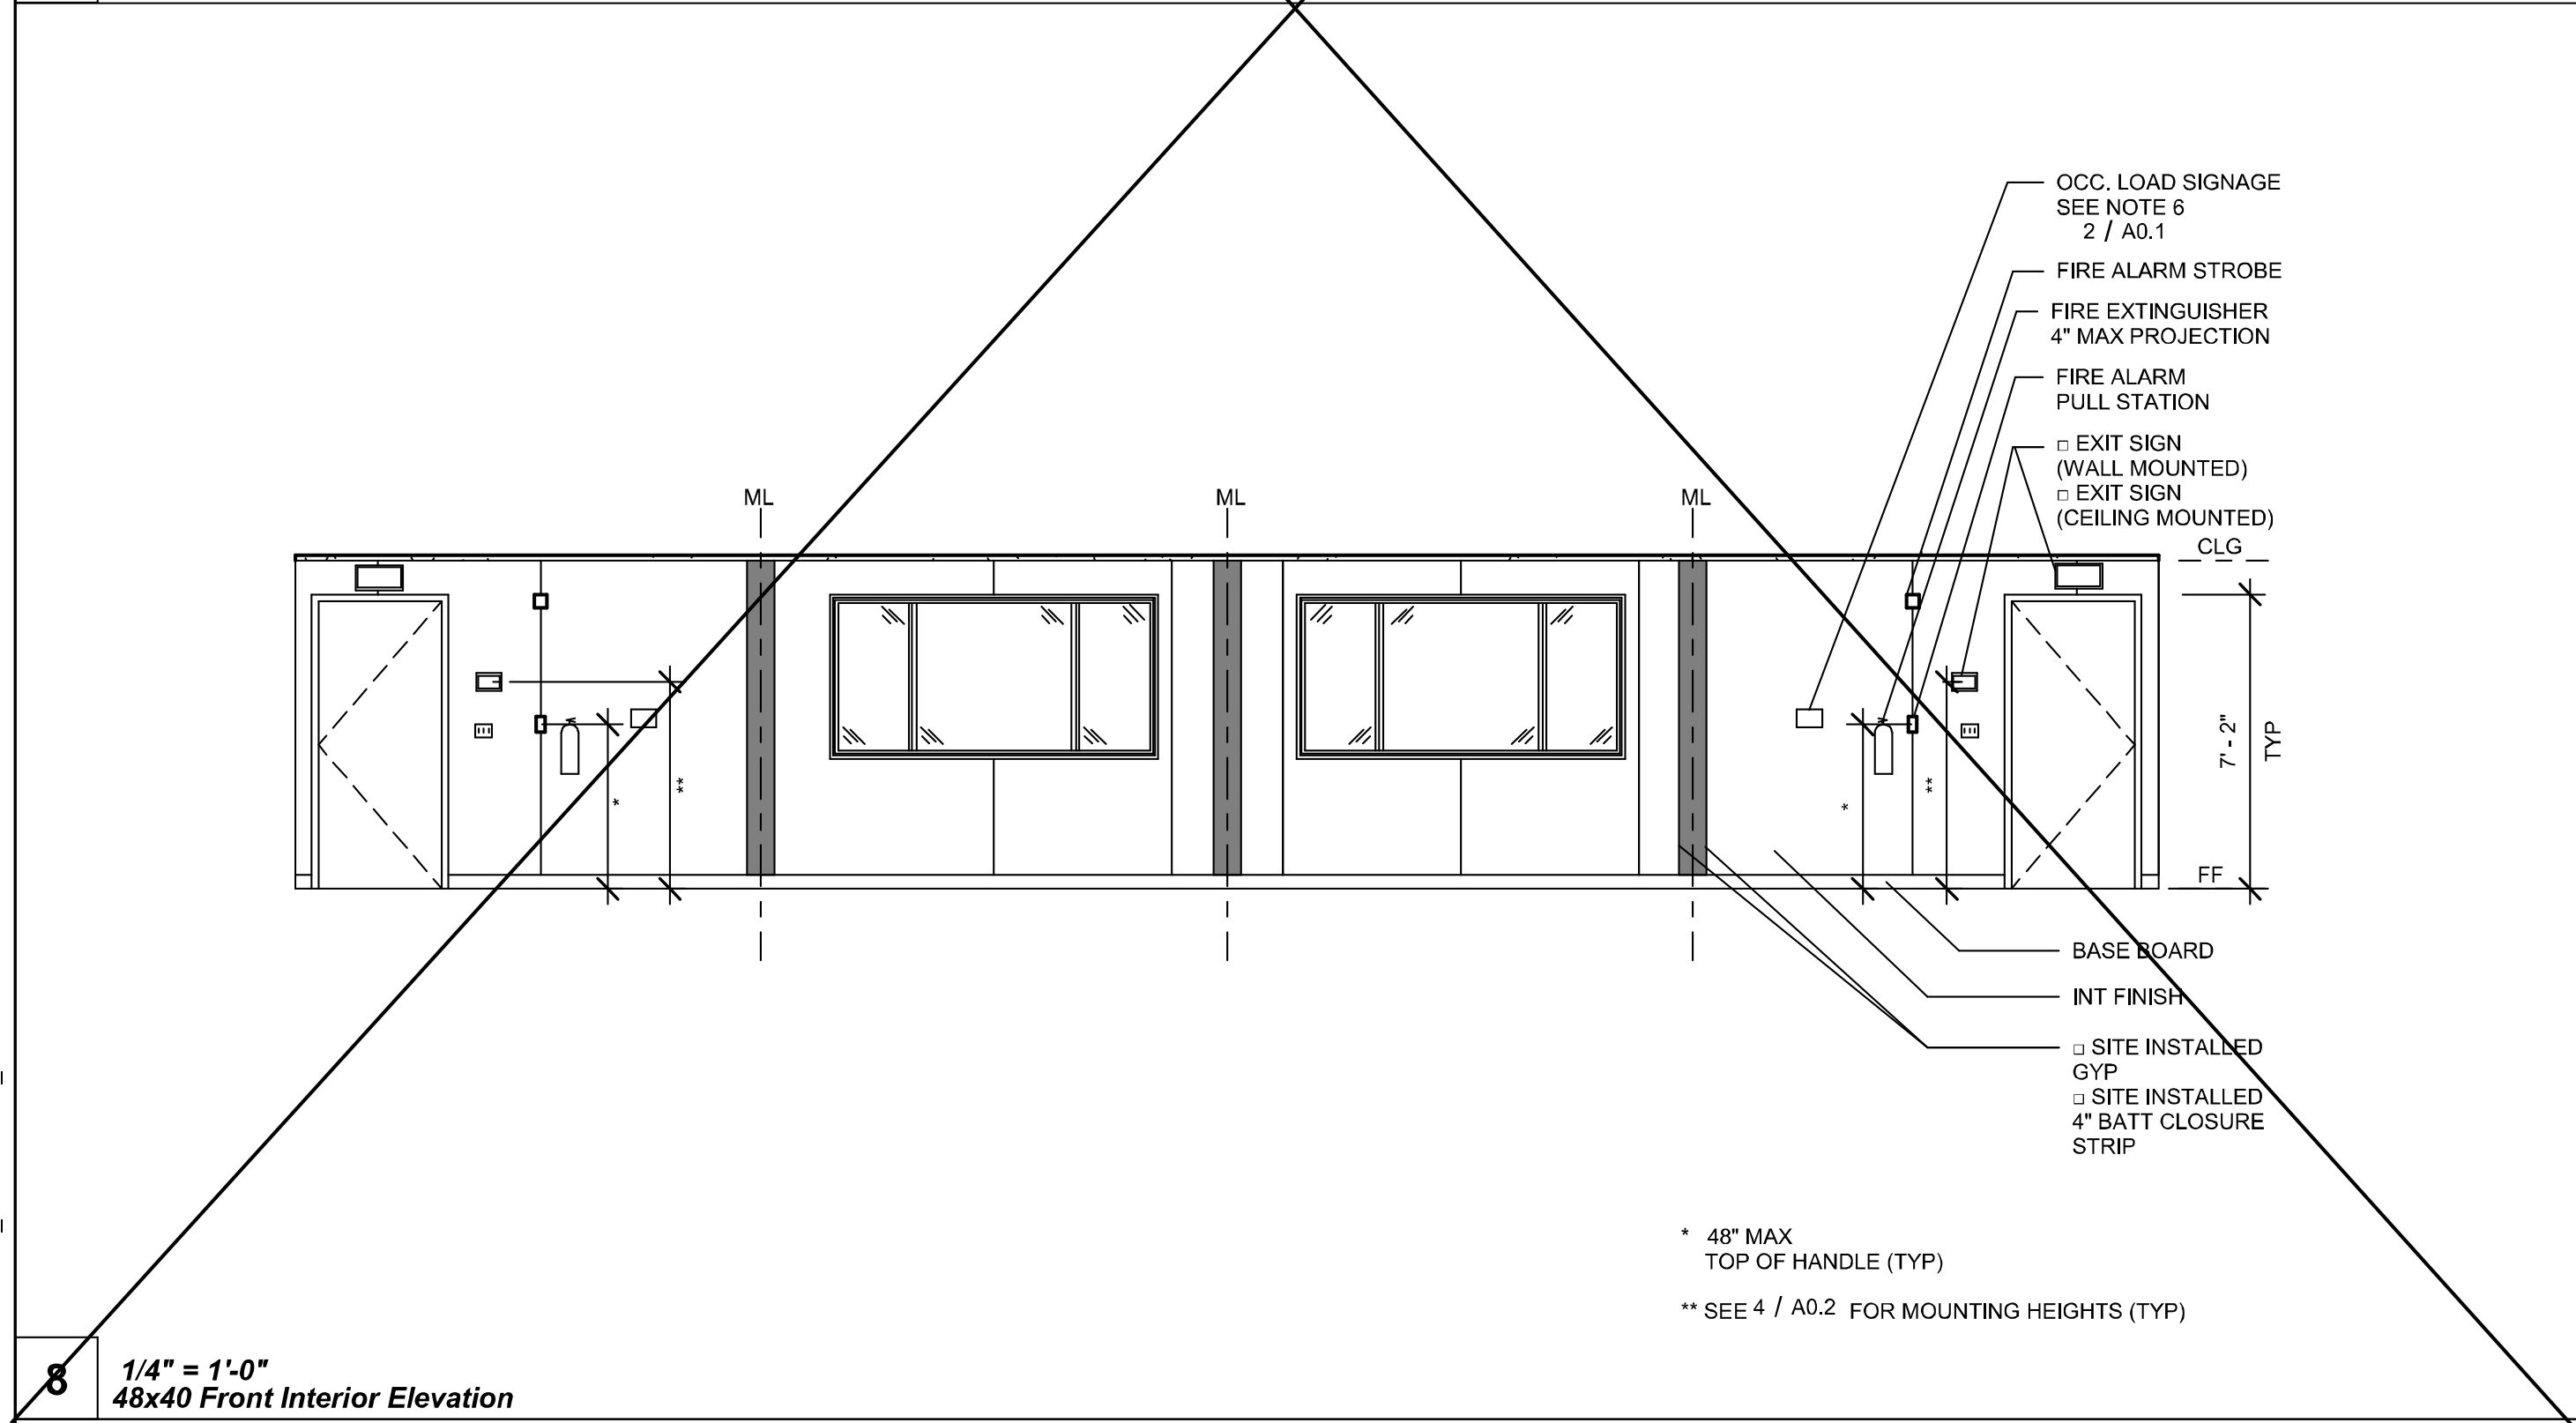 OCC. LOAD SIGNAGE
SEE NOTE 6
2 / A0.1
FIRE ALARM STROBE
FIRE EXTINGUISHER
4" MAX PROJECTION
FIRE ALARM
PULL STATION
□ EXIT SIGN
(WALL MOUNTED)
□ EXIT SIGN
(CEILING MOUNTED)
ML
ML
ML
CLG
7' - 2"
TYP
*
**
*
**
FF
BASE BOARD
INT FINISH
□ SITE INSTALLED
GYP
□ SITE INSTALLED
4" BATT CLOSURE
STRIP
* 48" MAX
TOP OF HANDLE (TYP)
** SEE 4 / A0.2 FOR MOUNTING HEIGHTS (TYP)
8
1/4" = 1'-0"
48x40 Front Interior Elevation